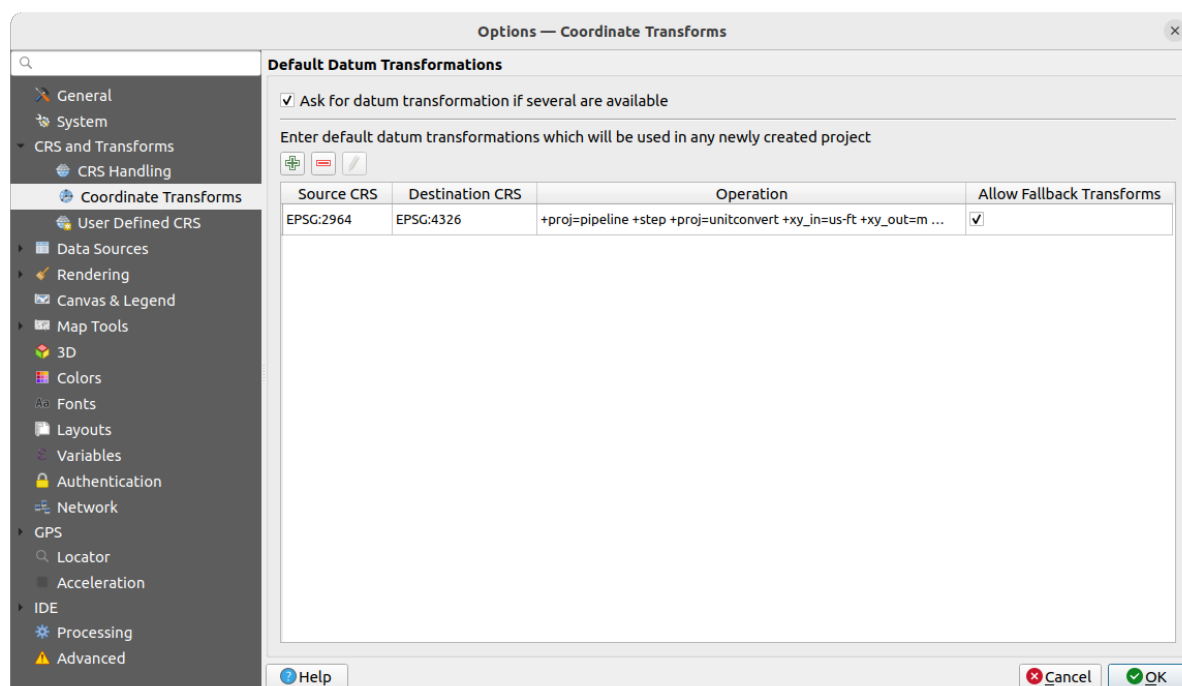 Options — Coordinate Transforms
General
System
CRS and Transforms
CRS Handling
Coordinate Transforms
User Defined CRS
Data Sources
Rendering
Canvas & Legend
Map Tools
3D
Colors
Aa Fonts
Layouts
ε Variables
Authentication
Network
GPS
Locator
Acceleration
IDE
Processing
Advanced
Default Datum Transformations
Ask for datum transformation if several are available
Enter default datum transformations which will be used in any newly created project
Source CRS Destination CRS Operation Allow Fallback Transforms
EPSG:2964 EPSG:4326 +proj=pipeline +step +proj=unitconvert +xy_in=us-ft +xy_out=m ...
Help Cancel OK